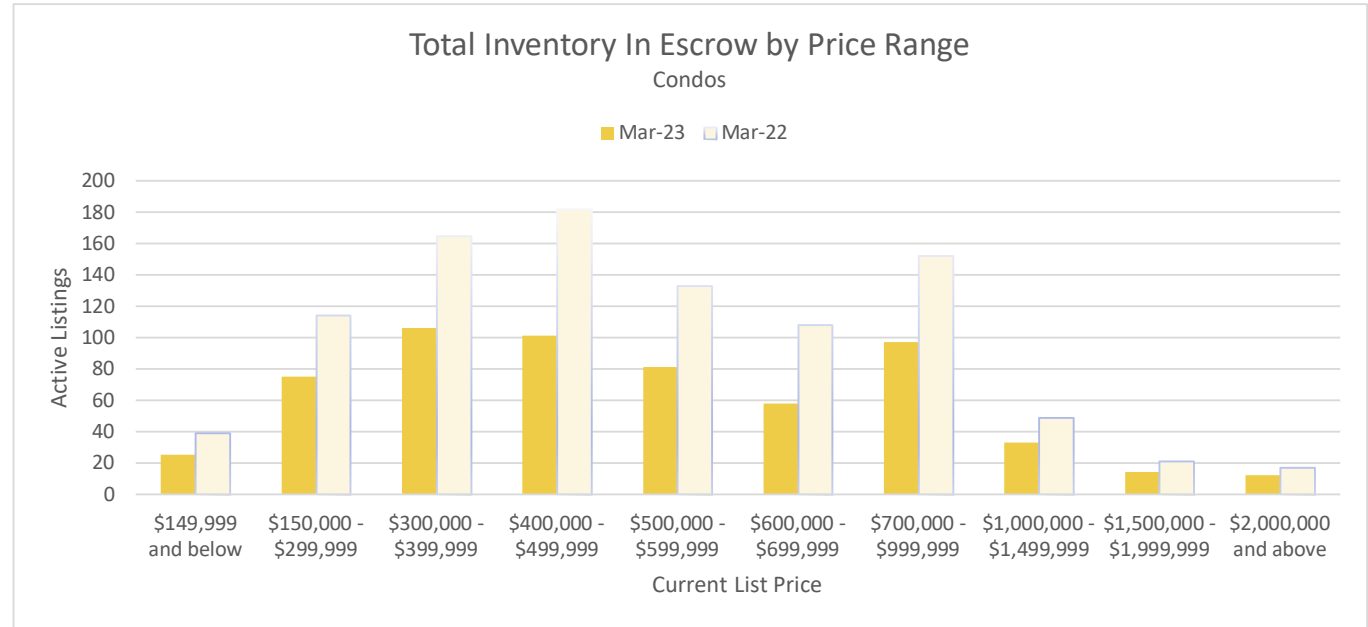 Total Inventory In Escrow by Price Range
Condos
Mar-23 Mar-22
Active Listings
200
180
160
140
120
100
80
60
40
20
0
$149,999 $150,000 - $300,000 - $400,000 - $500,000 - $600,000 - $700,000 - $1,000,000 - $1,500,000 - $2,000,000
and below $299,999 $399,999 $499,999 $599,999 $699,999 $999,999 $1,499,999 $1,999,999 and above
Current List Price